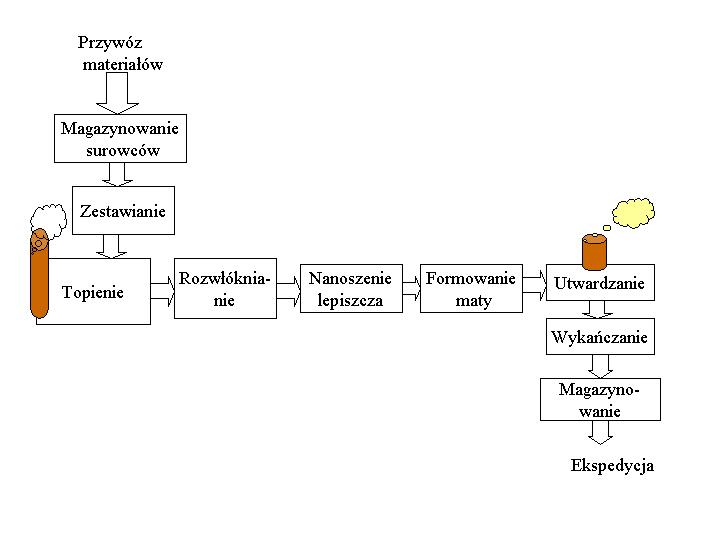 Przywóz
materiałów
Magazynowanie
surowców
Zestawianie
Topienie
Rozwłóknia-
nie
Nanoszenie
lepiszcza
Formowanie
maty
Utwardzanie
Wykańczanie
Magazyno-
wanie
Ekspedycja